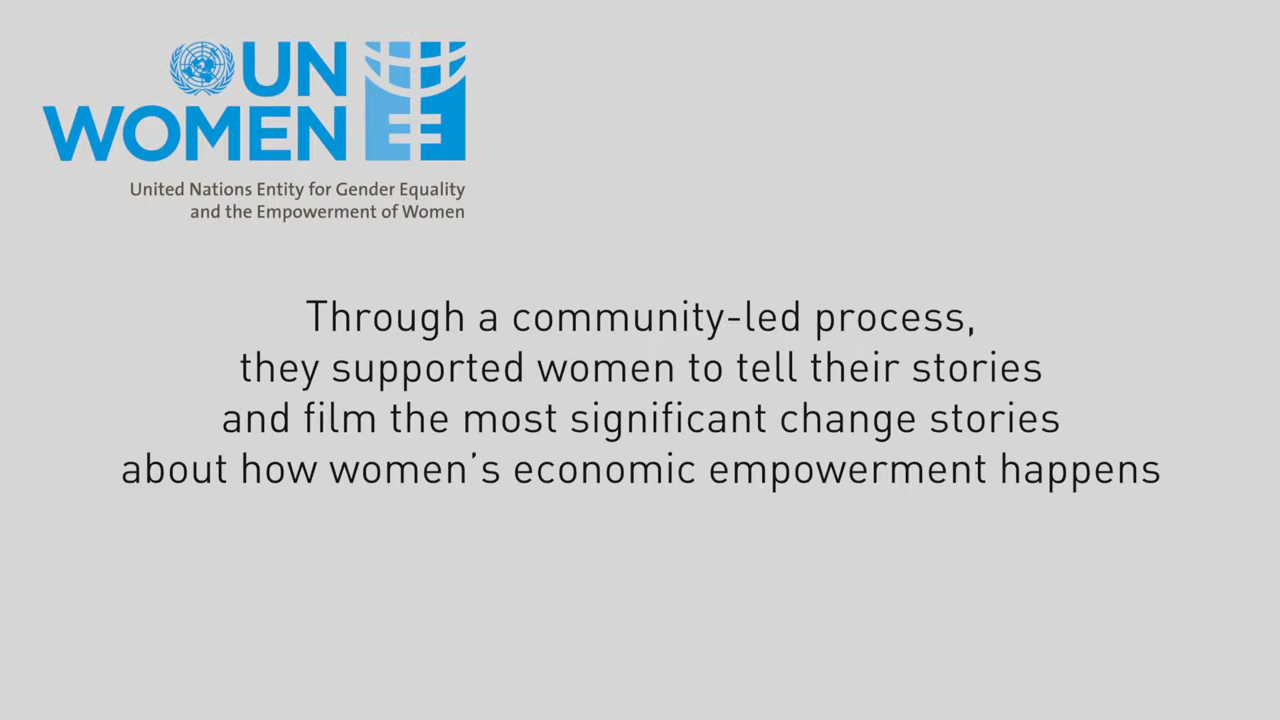 UN
WOMEN
United Nations Entity for Gender Equality
and the Empowerment of Women
Through a community-led process,
they supported women to tell their stories
and film the most significant change stories
about how women’s economic empowerment happens